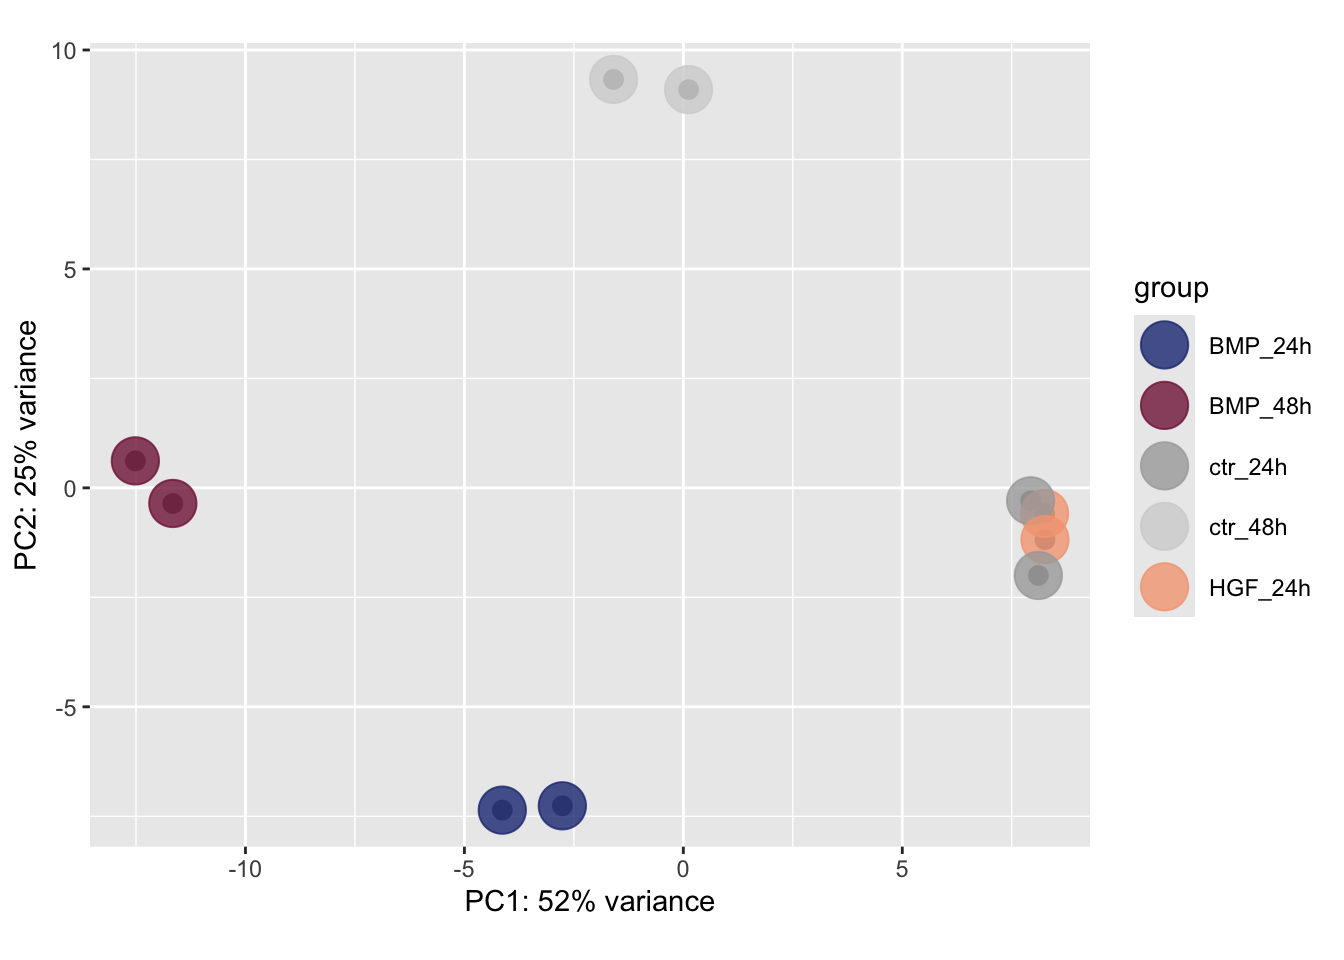 10
5
0
-5
PC2: 25% variance
-10
-5
0
5
PC1: 52% variance
group
BMP_24h
BMP_48h
ctr_24h
ctr_48h
HGF_24h